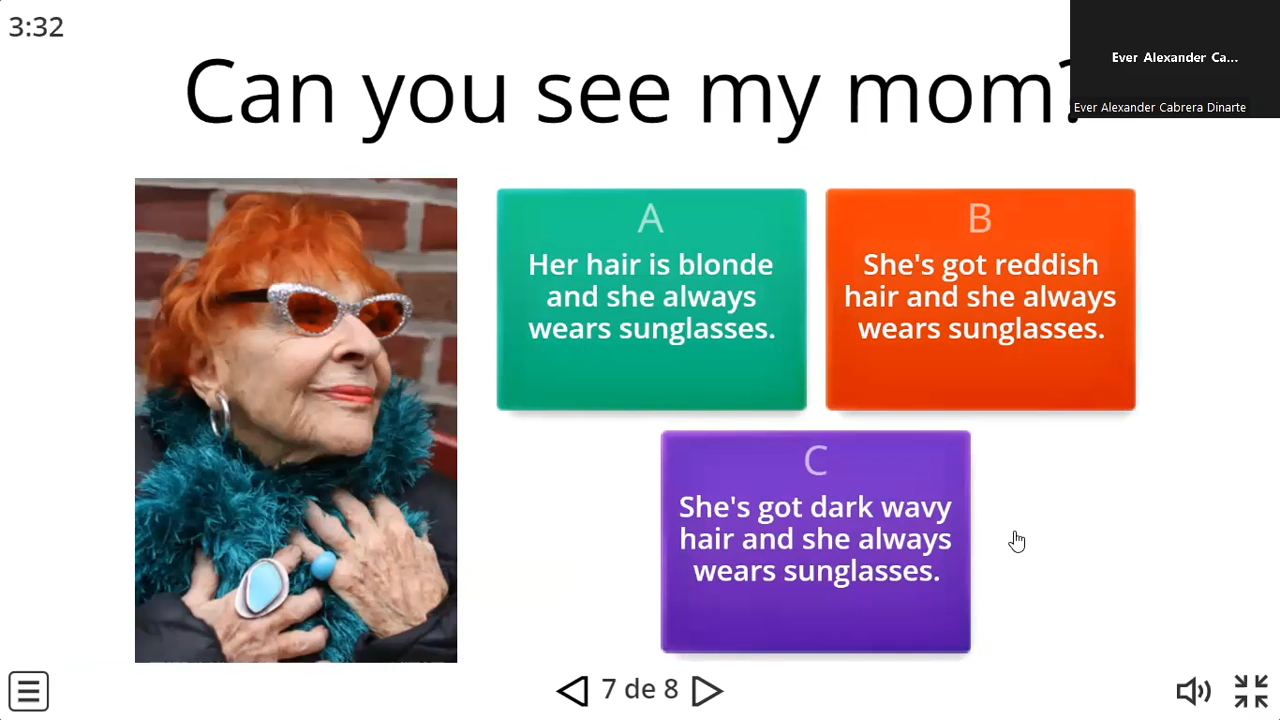 3:32
Can you see my mom?
Ever Alexander Ca...
Ever Alexander Cabrera Dinarte
A
Her hair is blonde
and she always
wears sunglasses.
B
She's got reddish
hair and she always
wears sunglasses.
C
She's got dark wavy
hair and she always
wears sunglasses.
7 de 8